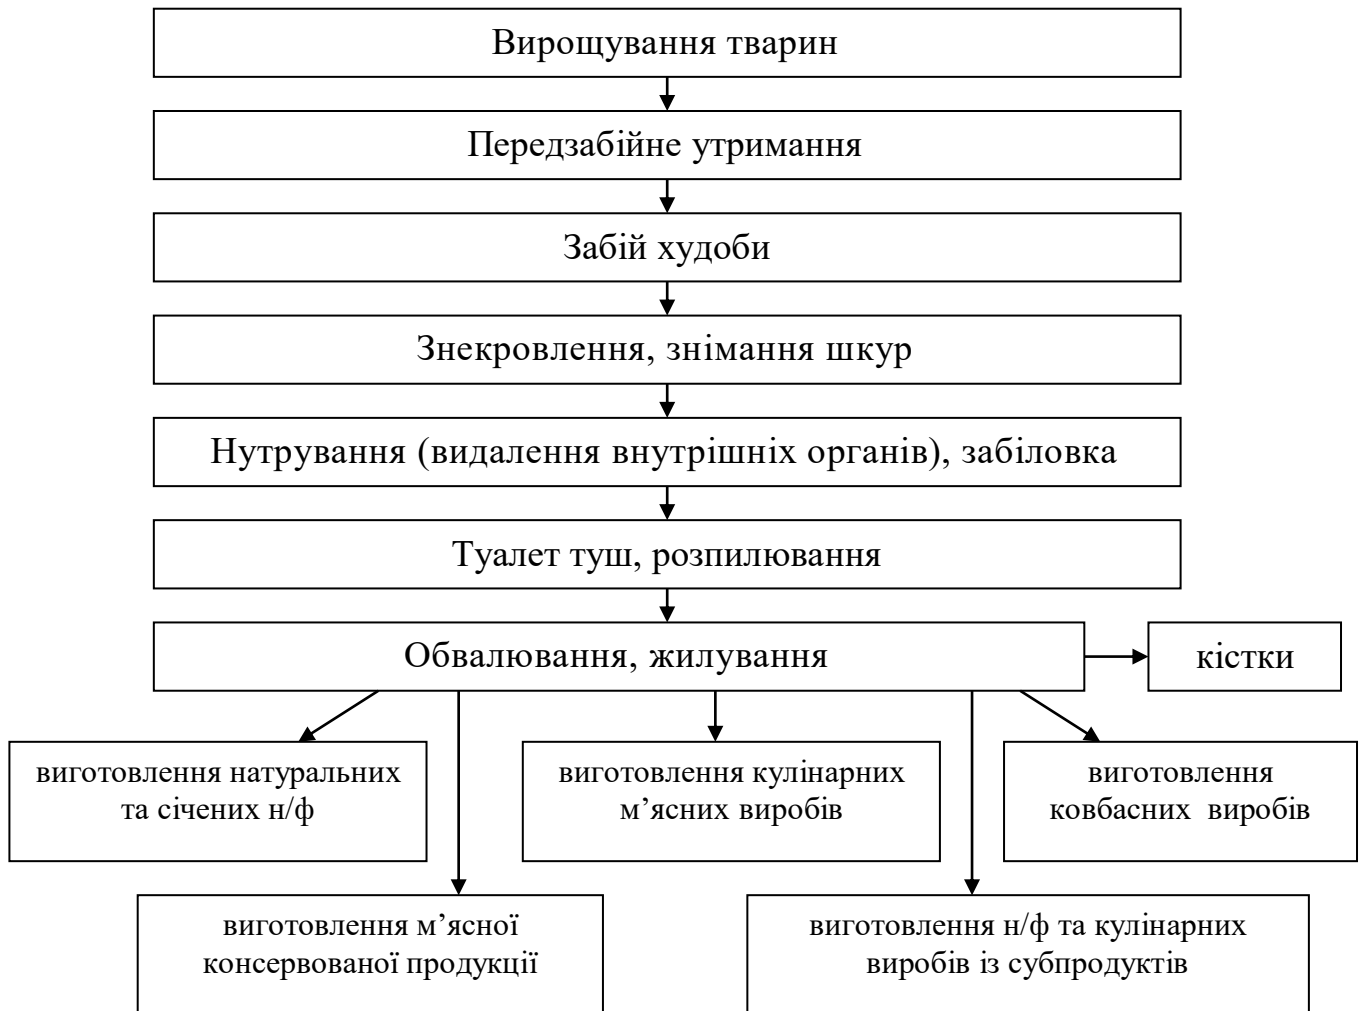 Вирощування тварин
Передзабійне утримання
Забій худоби
Знекровлення, знімання шкур
Нутрування (видалення внутрішніх органів), забіловка
Туалет туш, розпилювання
Обвалювання, жилування
кістки
виготовлення натуральних
та січених н/ф
виготовлення кулінарних
м’ясних виробів
виготовлення
ковбасних виробів
виготовлення м’ясної
консервованої продукції
виготовлення н/ф та кулінарних
виробів із субпродуктів